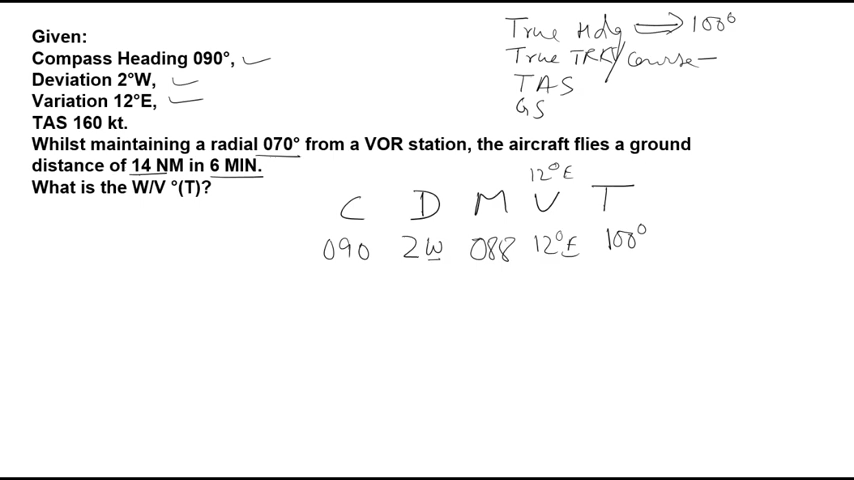 Given:
Compass Heading 090°,
Deviation 2°W,
Variation 12°E,
TAS 160 kt.
Whilst maintaining a radial 070° from a VOR station, the aircraft flies a ground
distance of 14 NM in 6 MIN.
What is the W/V °(T)?
True Hdg → 100°
True TRK/Course –
TAS
GS
12°E
C D M V T
090 2W 088 12°E 100°